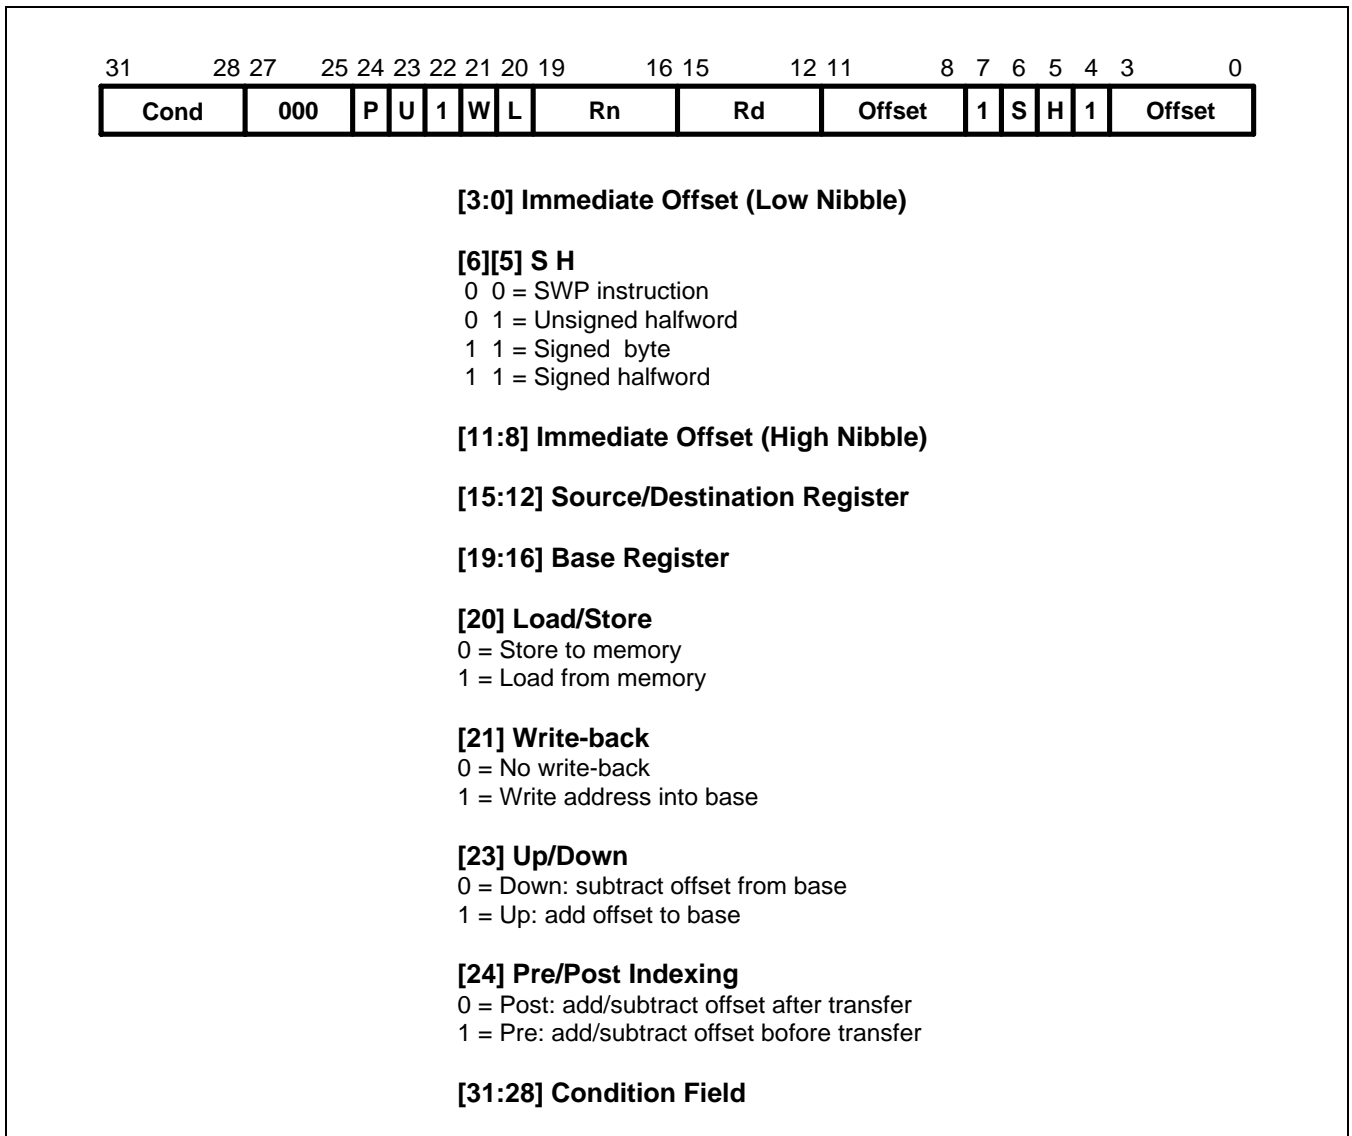 31 28 27 25 24 23 22 21 20 19 16 15 12 11 8 7 6 5 4 3 0
Cond 000 P U 1 W L Rn Rd Offset 1 S H 1 Offset
[3:0] Immediate Offset (Low Nibble)
[6][5] S H
0 0 = SWP instruction
0 1 = Unsigned halfword
1 1 = Signed byte
1 1 = Signed halfword
[11:8] Immediate Offset (High Nibble)
[15:12] Source/Destination Register
[19:16] Base Register
[20] Load/Store
0 = Store to memory
1 = Load from memory
[21] Write-back
0 = No write-back
1 = Write address into base
[23] Up/Down
0 = Down: subtract offset from base
1 = Up: add offset to base
[24] Pre/Post Indexing
0 = Post: add/subtract offset after transfer
1 = Pre: add/subtract offset bofore transfer
[31:28] Condition Field